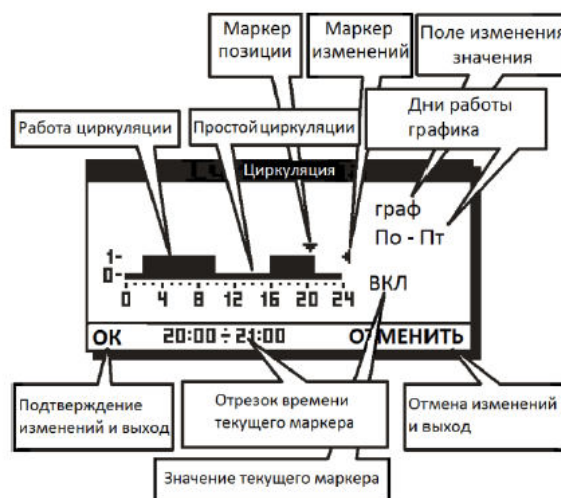 Маркер
позиции
Маркер
изменений
Поле изменения
значения
Работа циркуляции
Простой циркуляции
Дни работы
графика
Циркуляция
граф
По - Пт
1-
0-
0 4 8 12 16 20 24
ВКЛ
ОК 20:00÷21:00 ОТМЕНИТЬ
Подтверждение
изменений и выход
Отрезок времени
текущего маркера
Отмена изменений
и выход
Значение текущего маркера